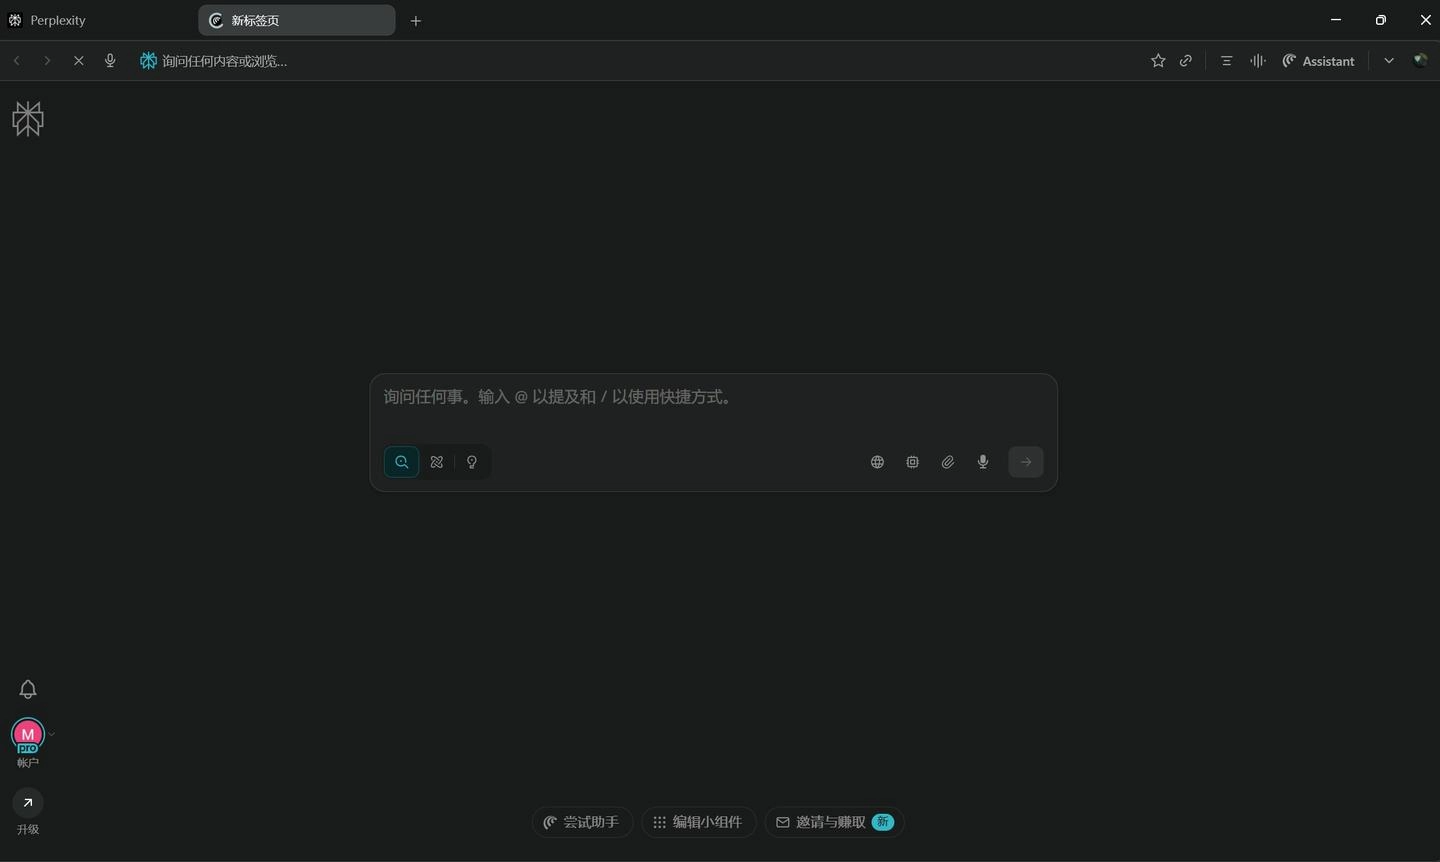 Perplexity
新标签页
询问任何内容或浏览...
Assistant
询问任何事。输入 @ 以提及和 / 以使用快捷方式。
M
pro
帐户
升级
尝试助手
编辑小组件
邀请与赚取 新